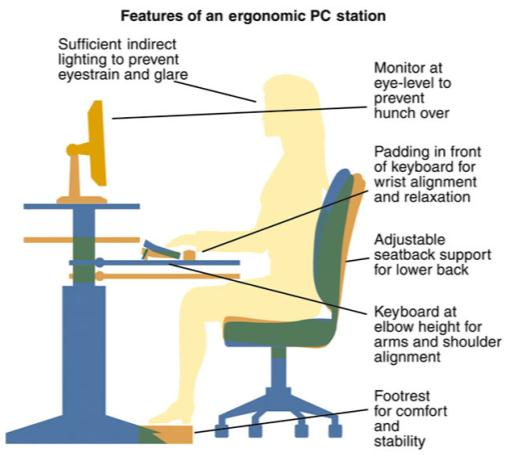 Features of an ergonomic PC station
Sufficient indirect
lighting to prevent
eyestrain and glare
Monitor at
eye-level to
prevent
hunch over
Padding in front
of keyboard for
wrist alignment
and relaxation
Adjustable
seatback support
for lower back
Keyboard at
elbow height for
arms and shoulder
alignment
Footrest
for comfort
and
stability